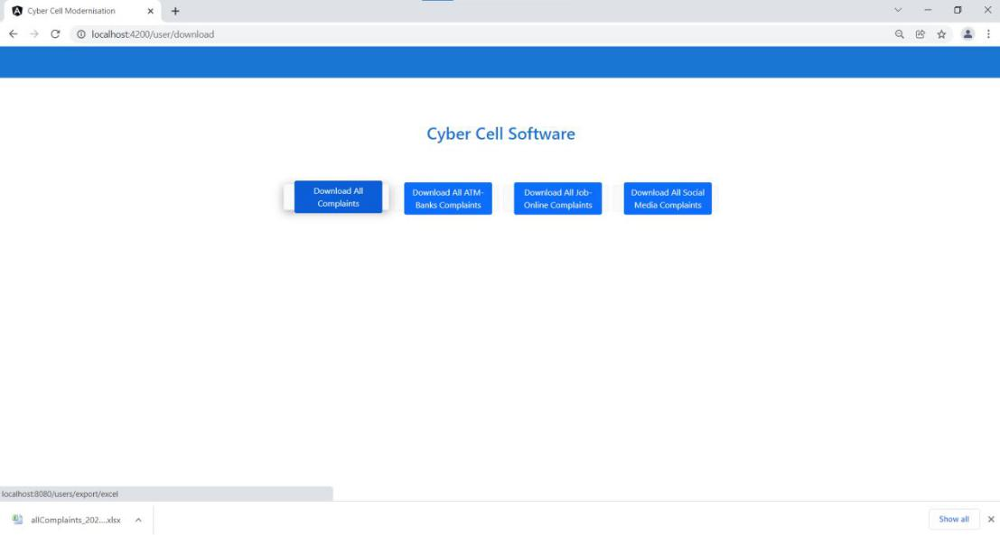 Cyber Cell Modernisation
localhost:4200/user/download
Cyber Cell Software
Download All
Complaints
Download All ATM-
Banks Complaints
Download All Job-
Online Complaints
Download All Social
Media Complaints
localhost:8080/users/export/excel
allComplaints_202....xlsx
Show all